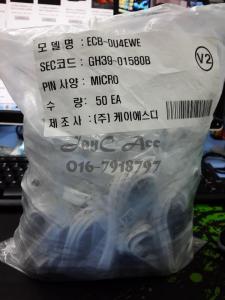 모 델 명 : ECB-DU4EWE
SEC코드 : GH39-01580B
V2
PIN 사양 : MICRO
수 량: 50 EA
제 조 사 : (주) 케이에스디
JayC Ace
016-7918797